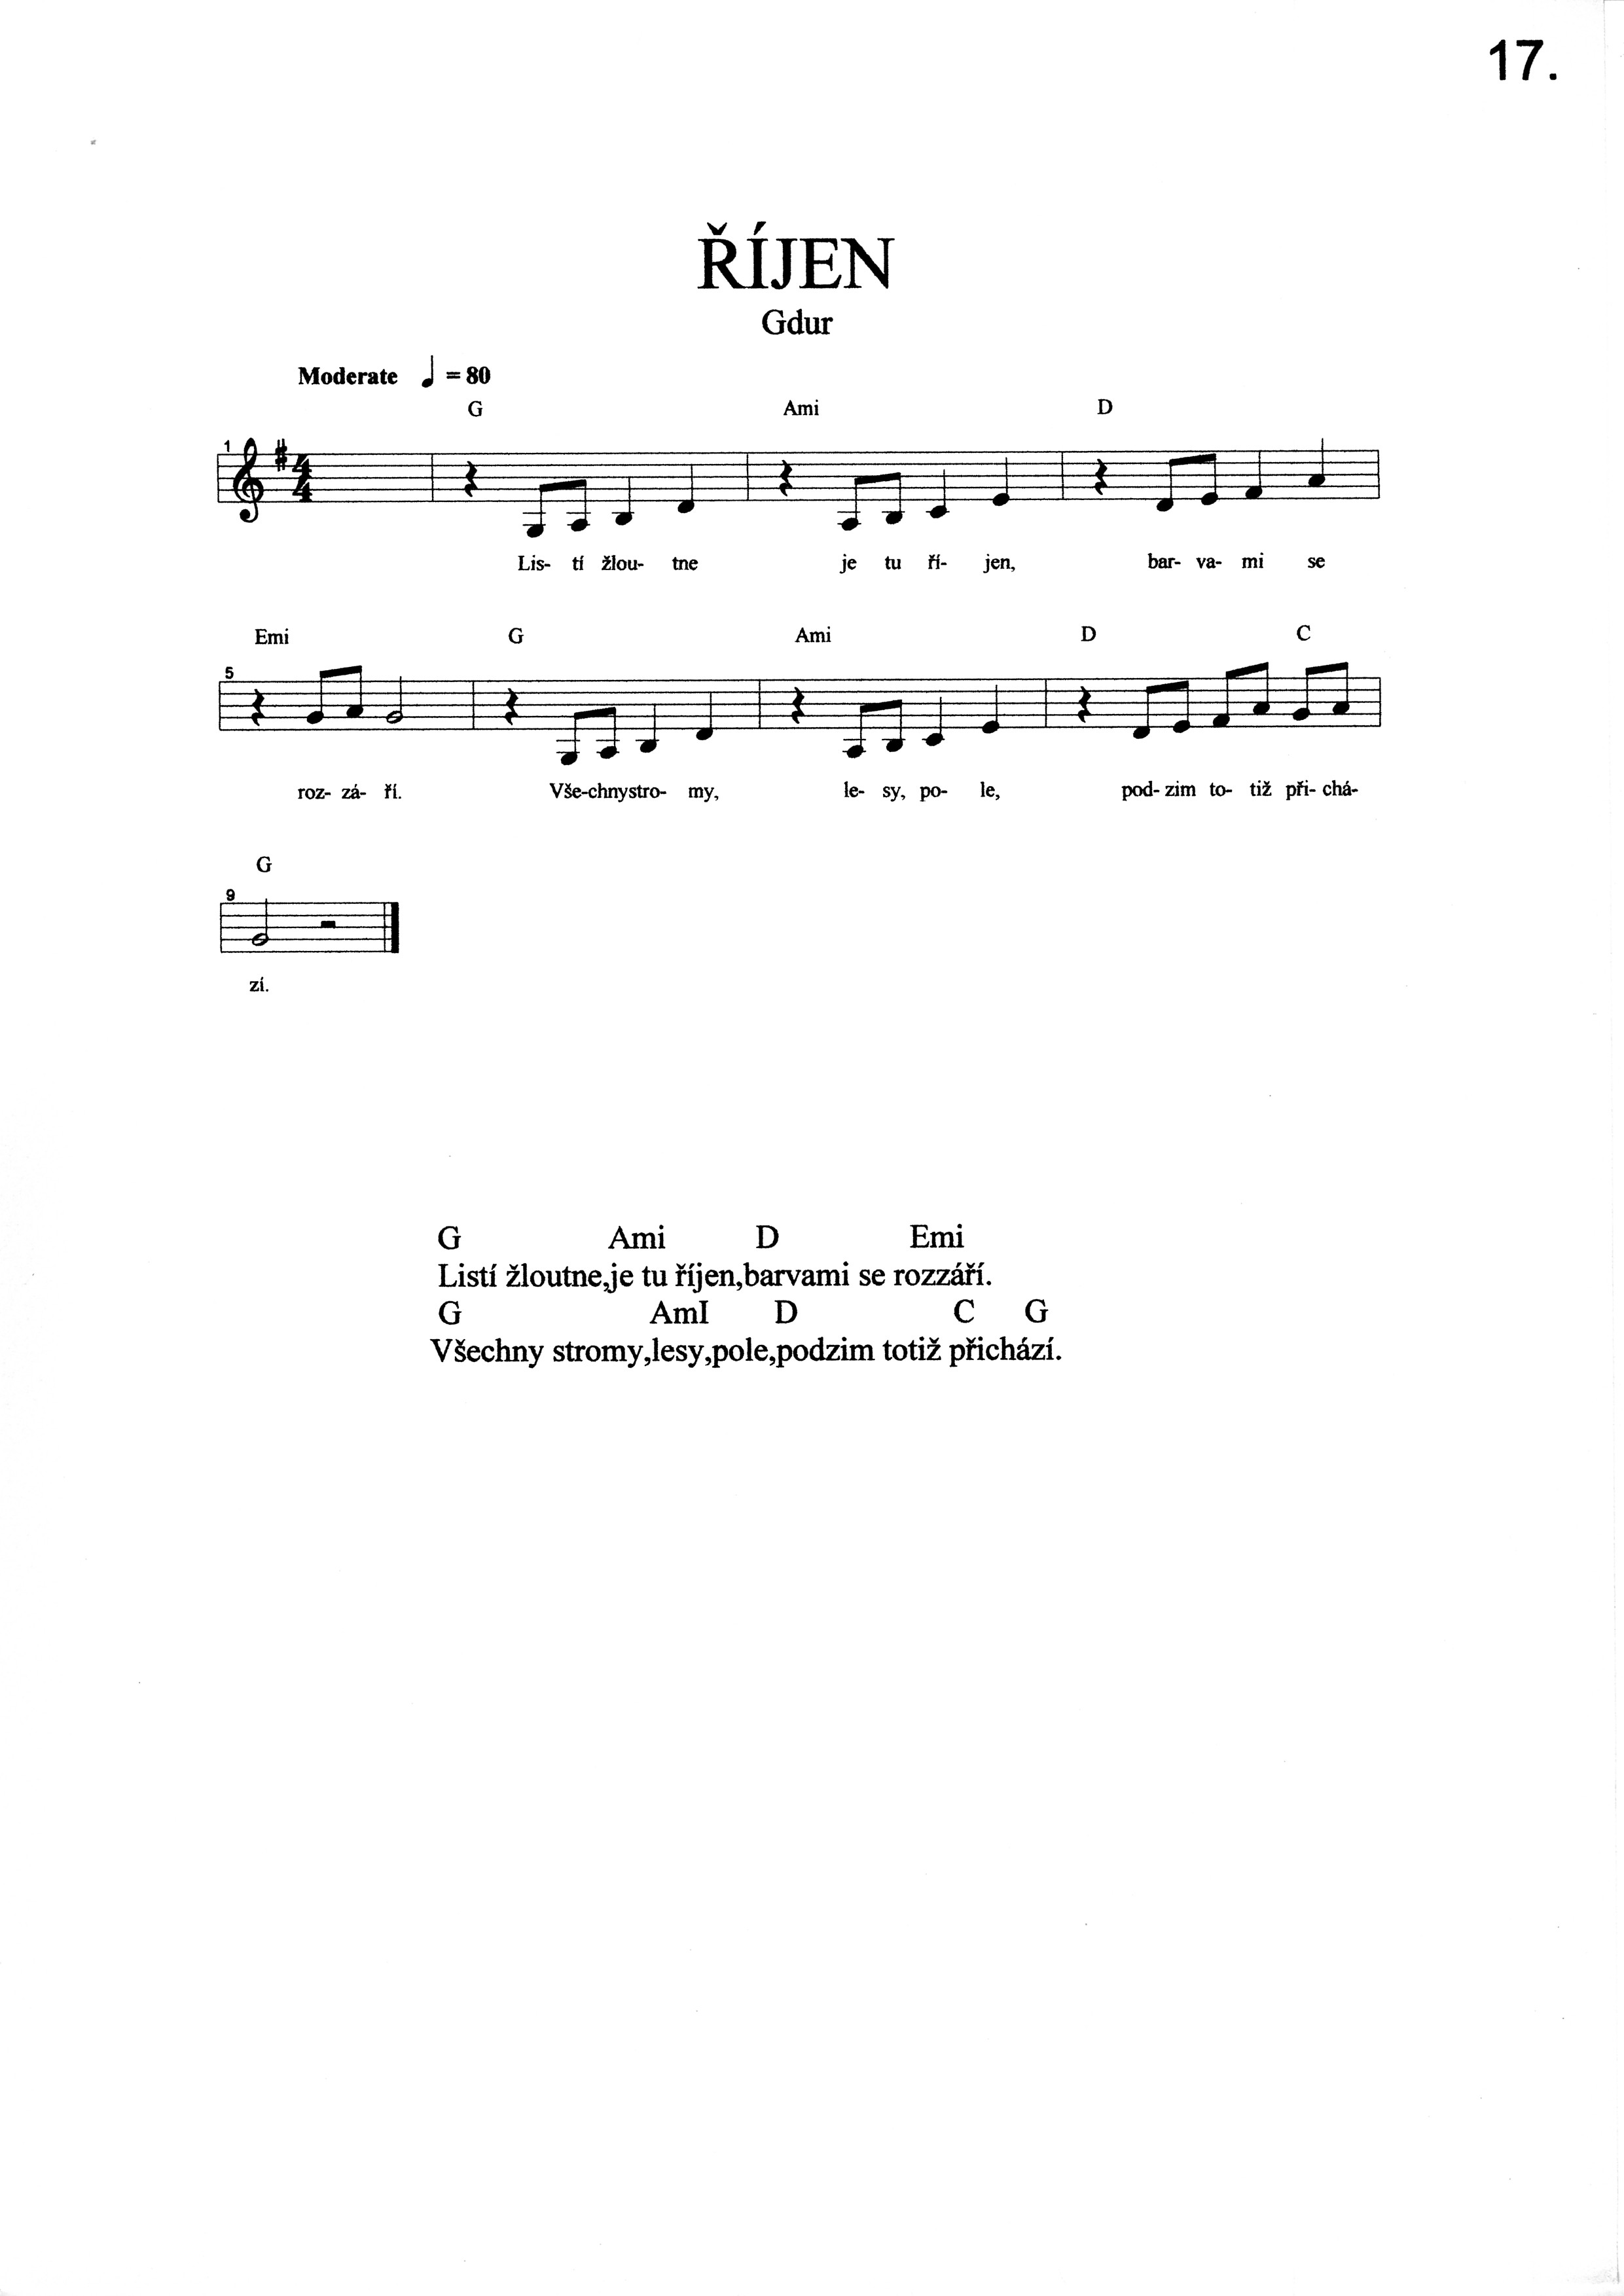 17.
ŘÍJEN
Gdur
Moderate ♩ = 80
G Ami D
1
4
4
Lis- tí žlou- tne je tu ří- jen, bar- va- mi se
Emi G Ami D C
5
roz- zá- ří. Vše-chnystro- my, le- sy, po- le, pod- zim to- tiž při- chá-
G
9
zí.
G Ami D Emi
Listí žloutne,je tu říjen,barvami se rozzáří.
G AmI D C G
Všechny stromy,lesy,pole,podzim totiž přichází.